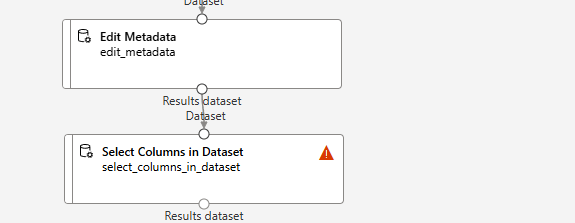 Dataset
Edit Metadata
edit_metadata
Results dataset
Dataset
Select Columns in Dataset
select_columns_in_dataset
Results dataset